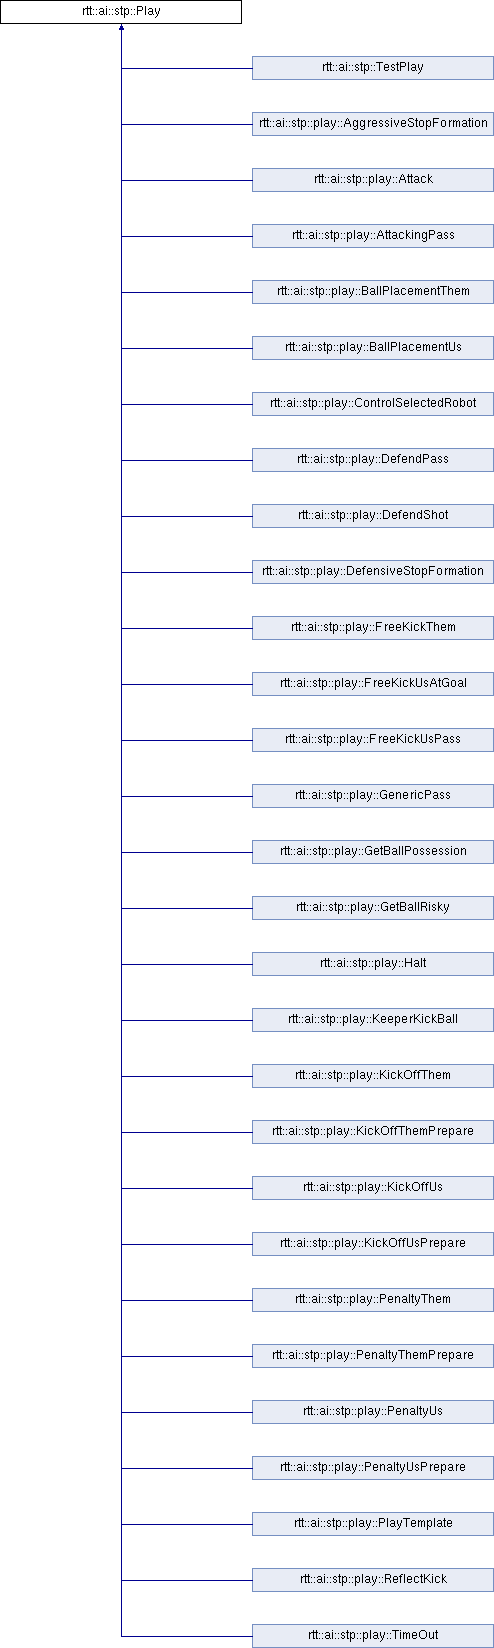 rtt::ai::stp::Play
rtt::ai::stp::TestPlay
rtt::ai::stp::play::AggressiveStopFormation
rtt::ai::stp::play::Attack
rtt::ai::stp::play::AttackingPass
rtt::ai::stp::play::BallPlacementThem
rtt::ai::stp::play::BallPlacementUs
rtt::ai::stp::play::ControlSelectedRobot
rtt::ai::stp::play::DefendPass
rtt::ai::stp::play::DefendShot
rtt::ai::stp::play::DefensiveStopFormation
rtt::ai::stp::play::FreeKickThem
rtt::ai::stp::play::FreeKickUsAtGoal
rtt::ai::stp::play::FreeKickUsPass
rtt::ai::stp::play::GenericPass
rtt::ai::stp::play::GetBallPossession
rtt::ai::stp::play::GetBallRisky
rtt::ai::stp::play::Halt
rtt::ai::stp::play::KeeperKickBall
rtt::ai::stp::play::KickOffThem
rtt::ai::stp::play::KickOffThemPrepare
rtt::ai::stp::play::KickOffUs
rtt::ai::stp::play::KickOffUsPrepare
rtt::ai::stp::play::PenaltyThem
rtt::ai::stp::play::PenaltyThemPrepare
rtt::ai::stp::play::PenaltyUs
rtt::ai::stp::play::PenaltyUsPrepare
rtt::ai::stp::play::PlayTemplate
rtt::ai::stp::play::ReflectKick
rtt::ai::stp::play::TimeOut